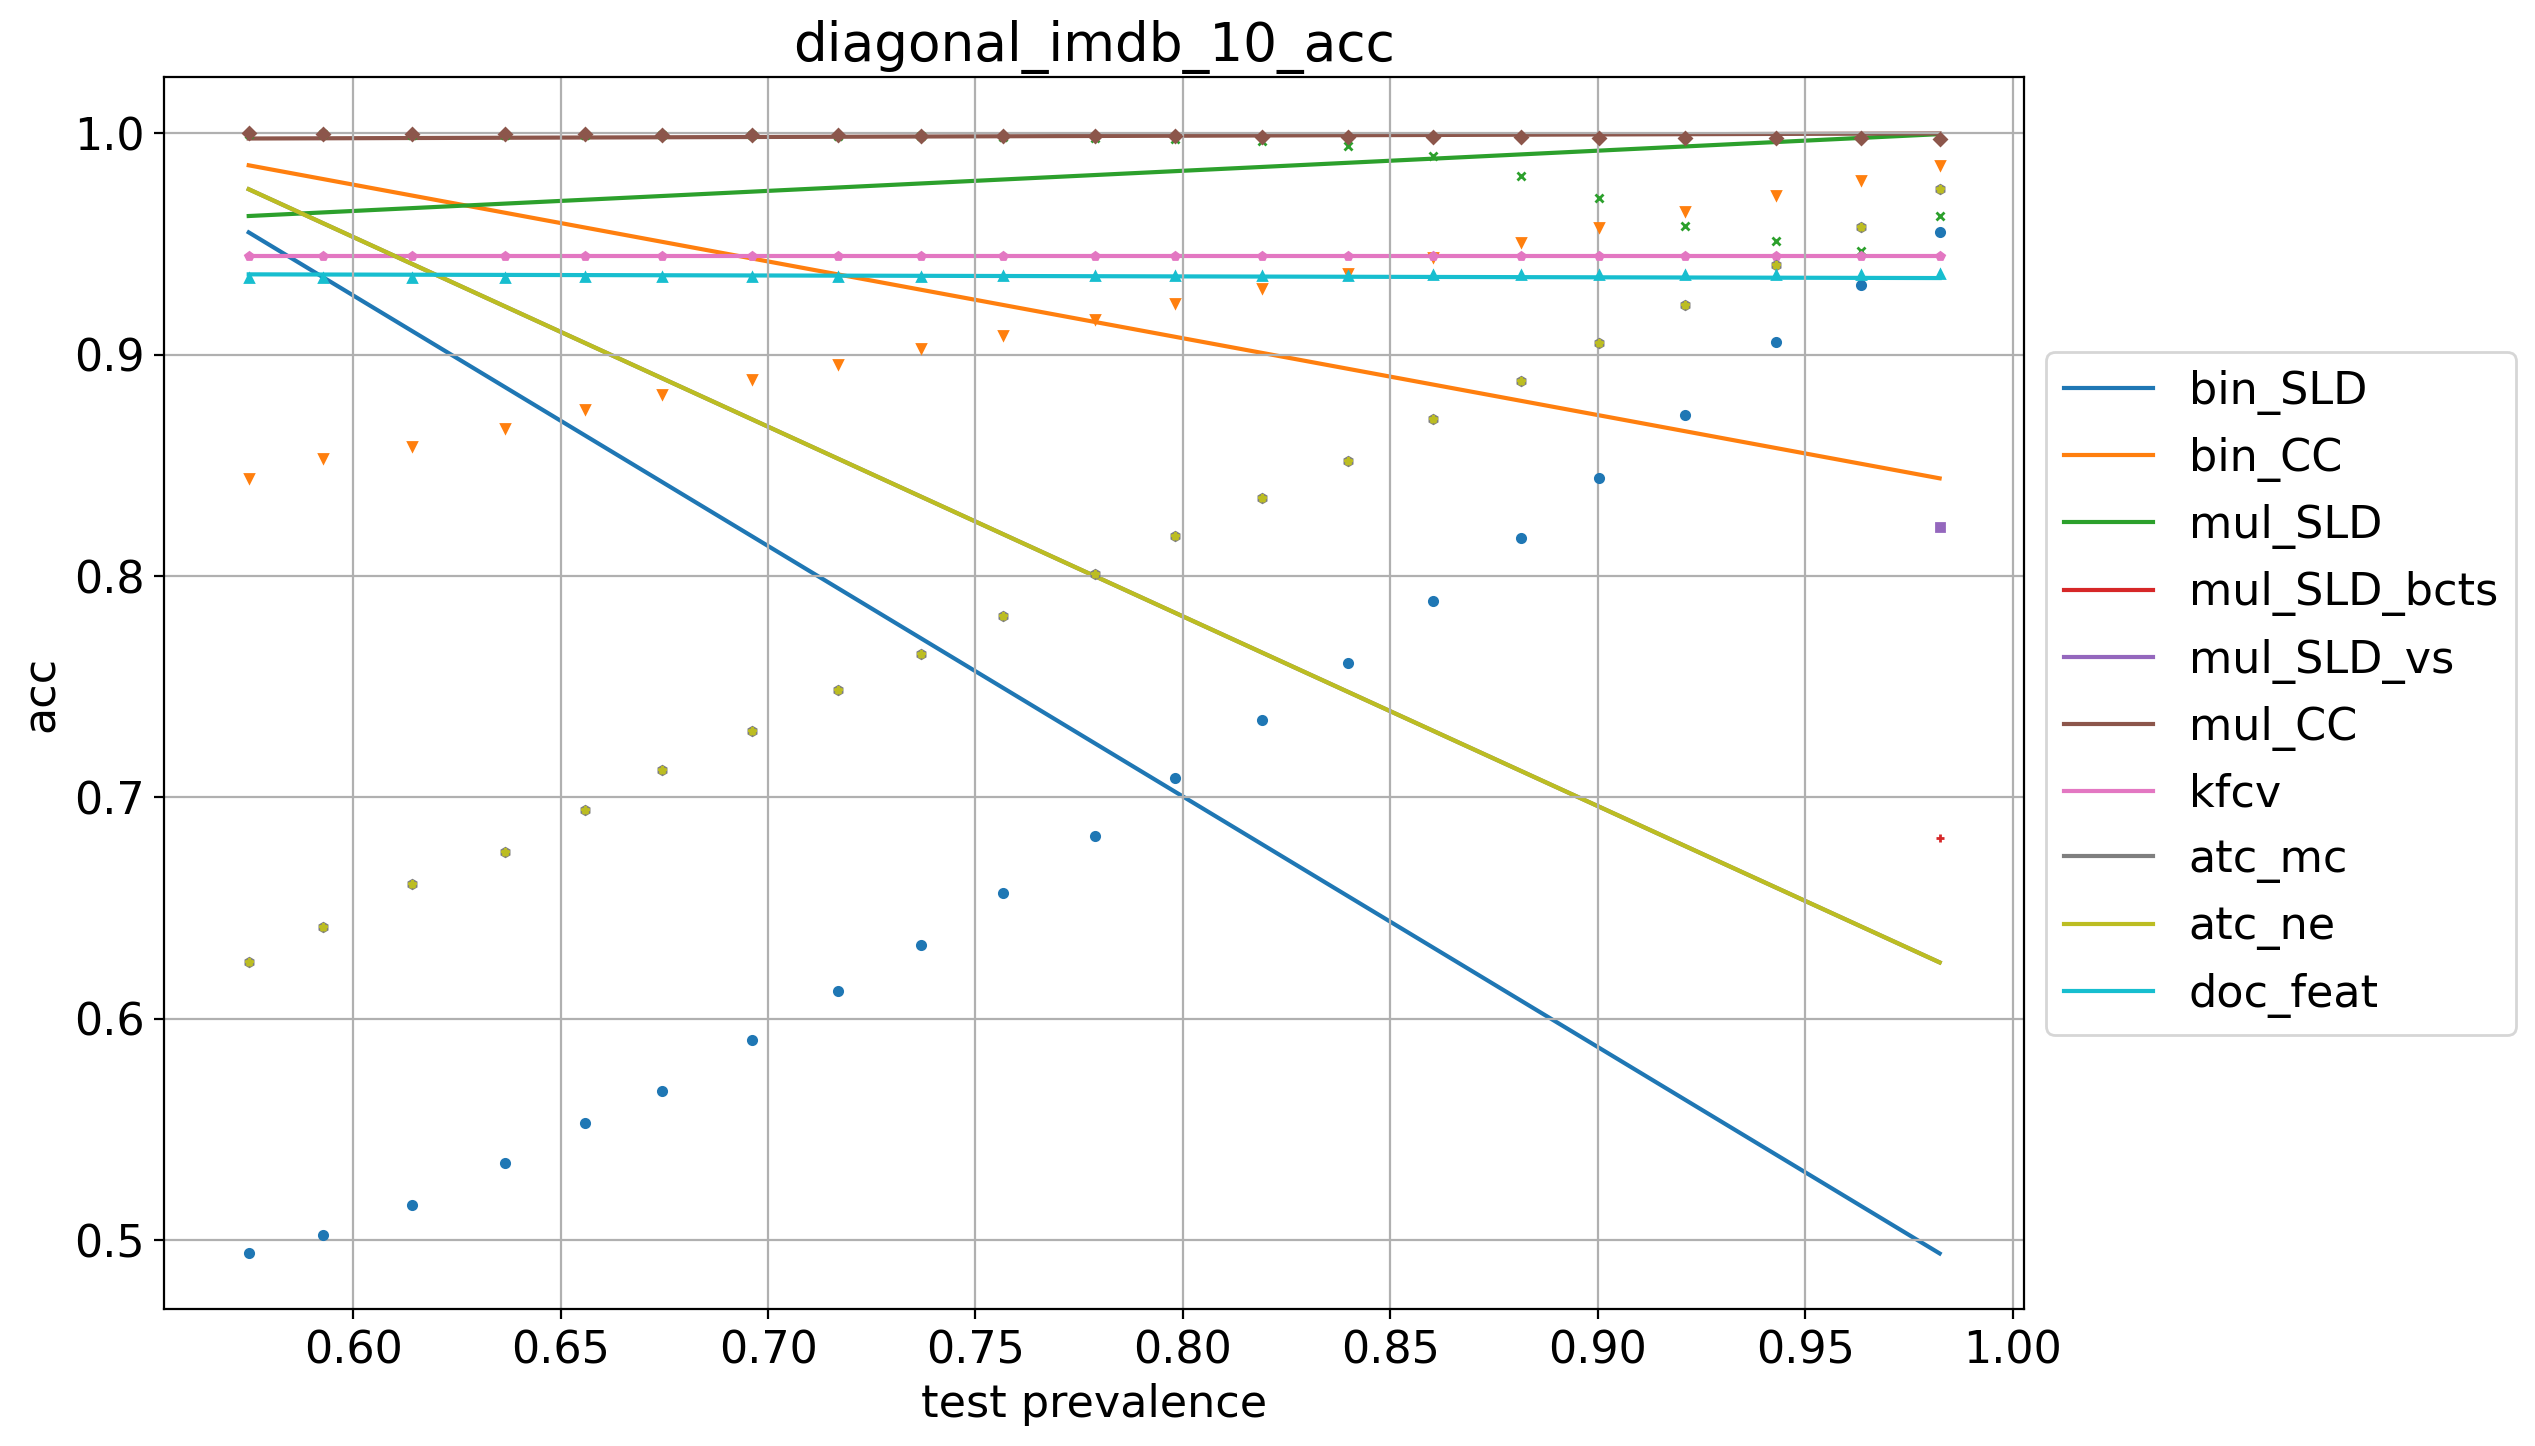 diagonal_imdb_10_acc
1.0
0.9
0.8
0.7
0.6
0.5
acc
0.60 0.65 0.70 0.75 0.80 0.85 0.90 0.95 1.00
test prevalence
bin_SLD
bin_CC
mul_SLD
mul_SLD_bcts
mul_SLD_vs
mul_CC
kfcv
atc_mc
atc_ne
doc_feat